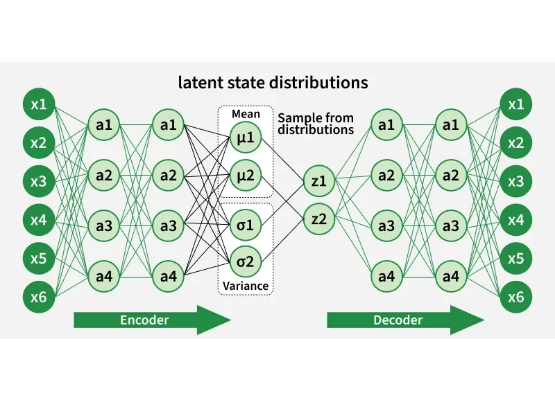 latent state distributions
x1
x2
x3
x4
x5
x6
a1
a2
a3
a4
a1
a2
a3
a4
Mean
μ1
μ2
σ1
σ2
Variance
Sample from
distributions
z1
z2
a1
a2
a3
a4
a1
a2
a3
a4
x1
x2
x3
x4
x5
x6
Encoder
Decoder